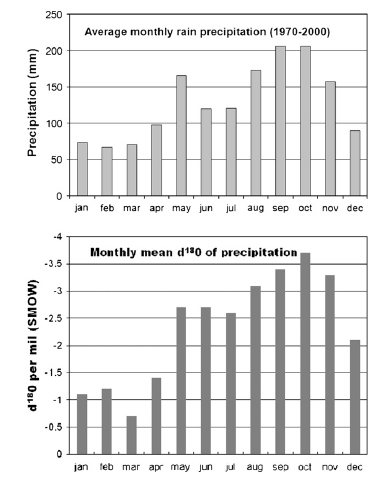 Average monthly rain precipitation (1970-2000)
Precipitation (mm)
250
200
150
100
50
0
jan feb mar apr may jun jul aug sep oct nov dec
Monthly mean d¹⁸0 of precipitation
d¹⁸0 per mil (SMOW)
-4
-3.5
-3
-2.5
-2
-1.5
-1
-0.5
0
jan feb mar apr may jun jul aug sep oct nov dec